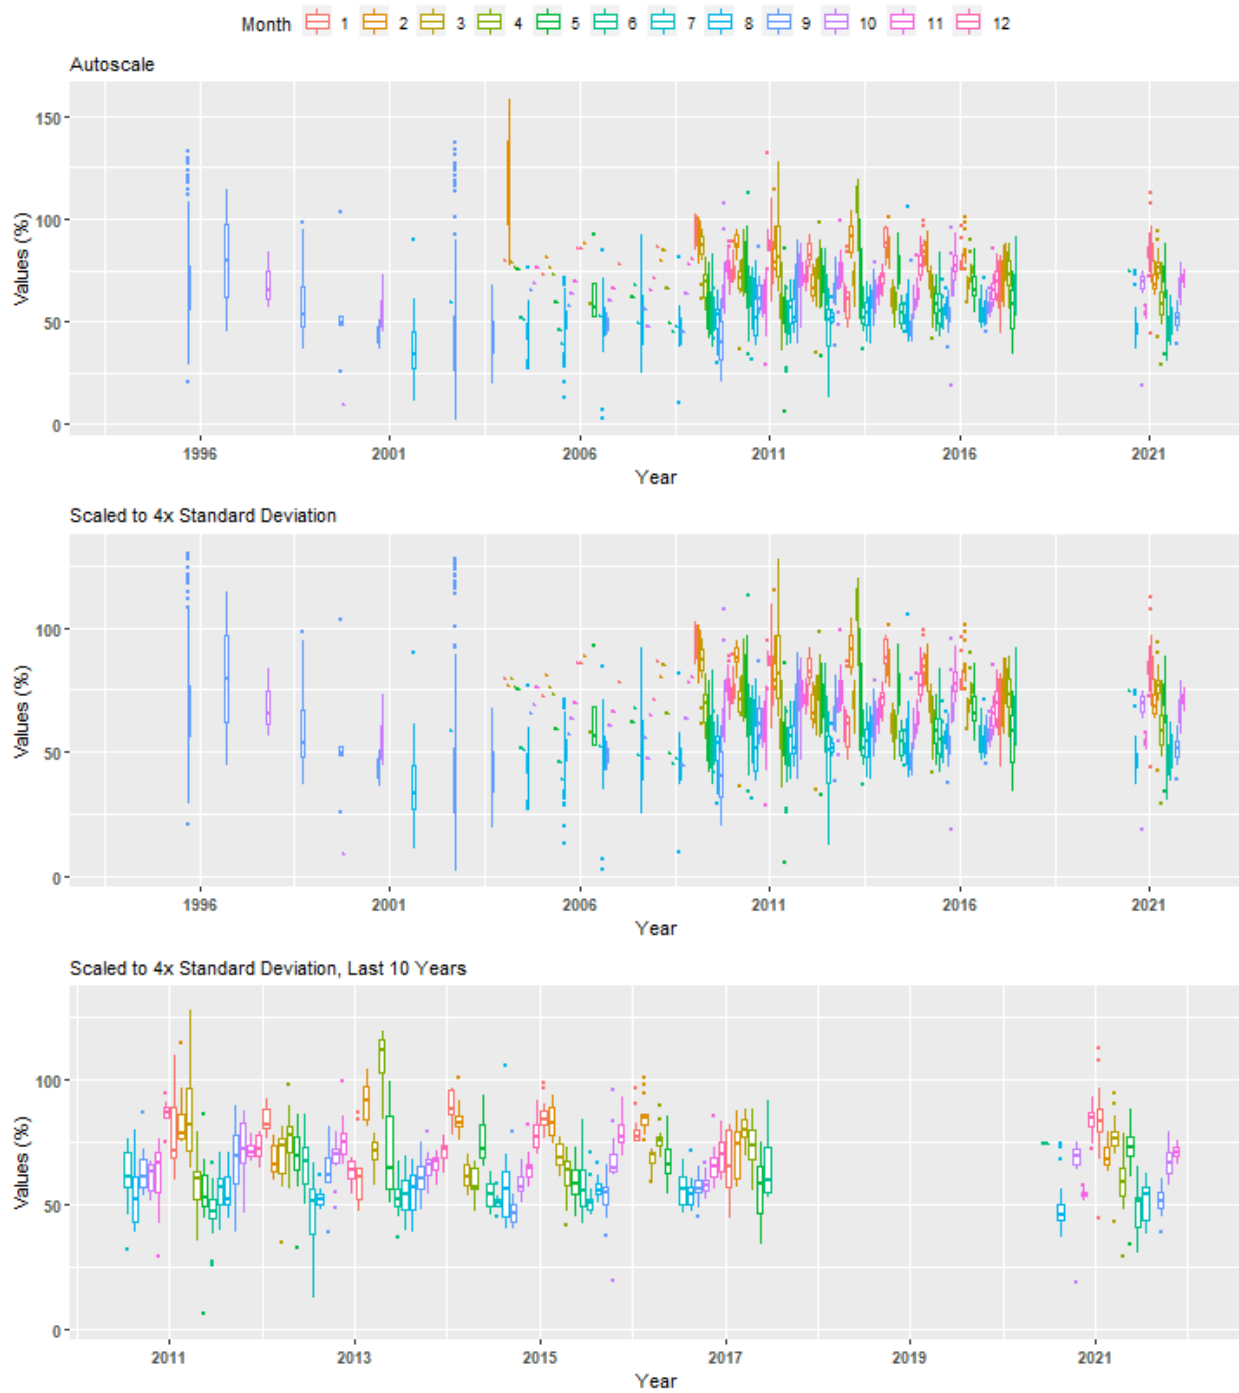 Month 1 2 3 4 5 6 7 8 9 10 11 12
Autoscale
Values (%)
150
100
50
0
1996 2001 2006 2011 2016 2021
Year
Scaled to 4x Standard Deviation
Values (%)
100
50
0
1996 2001 2006 2011 2016 2021
Year
Scaled to 4x Standard Deviation, Last 10 Years
Values (%)
100
50
0
2011 2013 2015 2017 2019 2021
Year